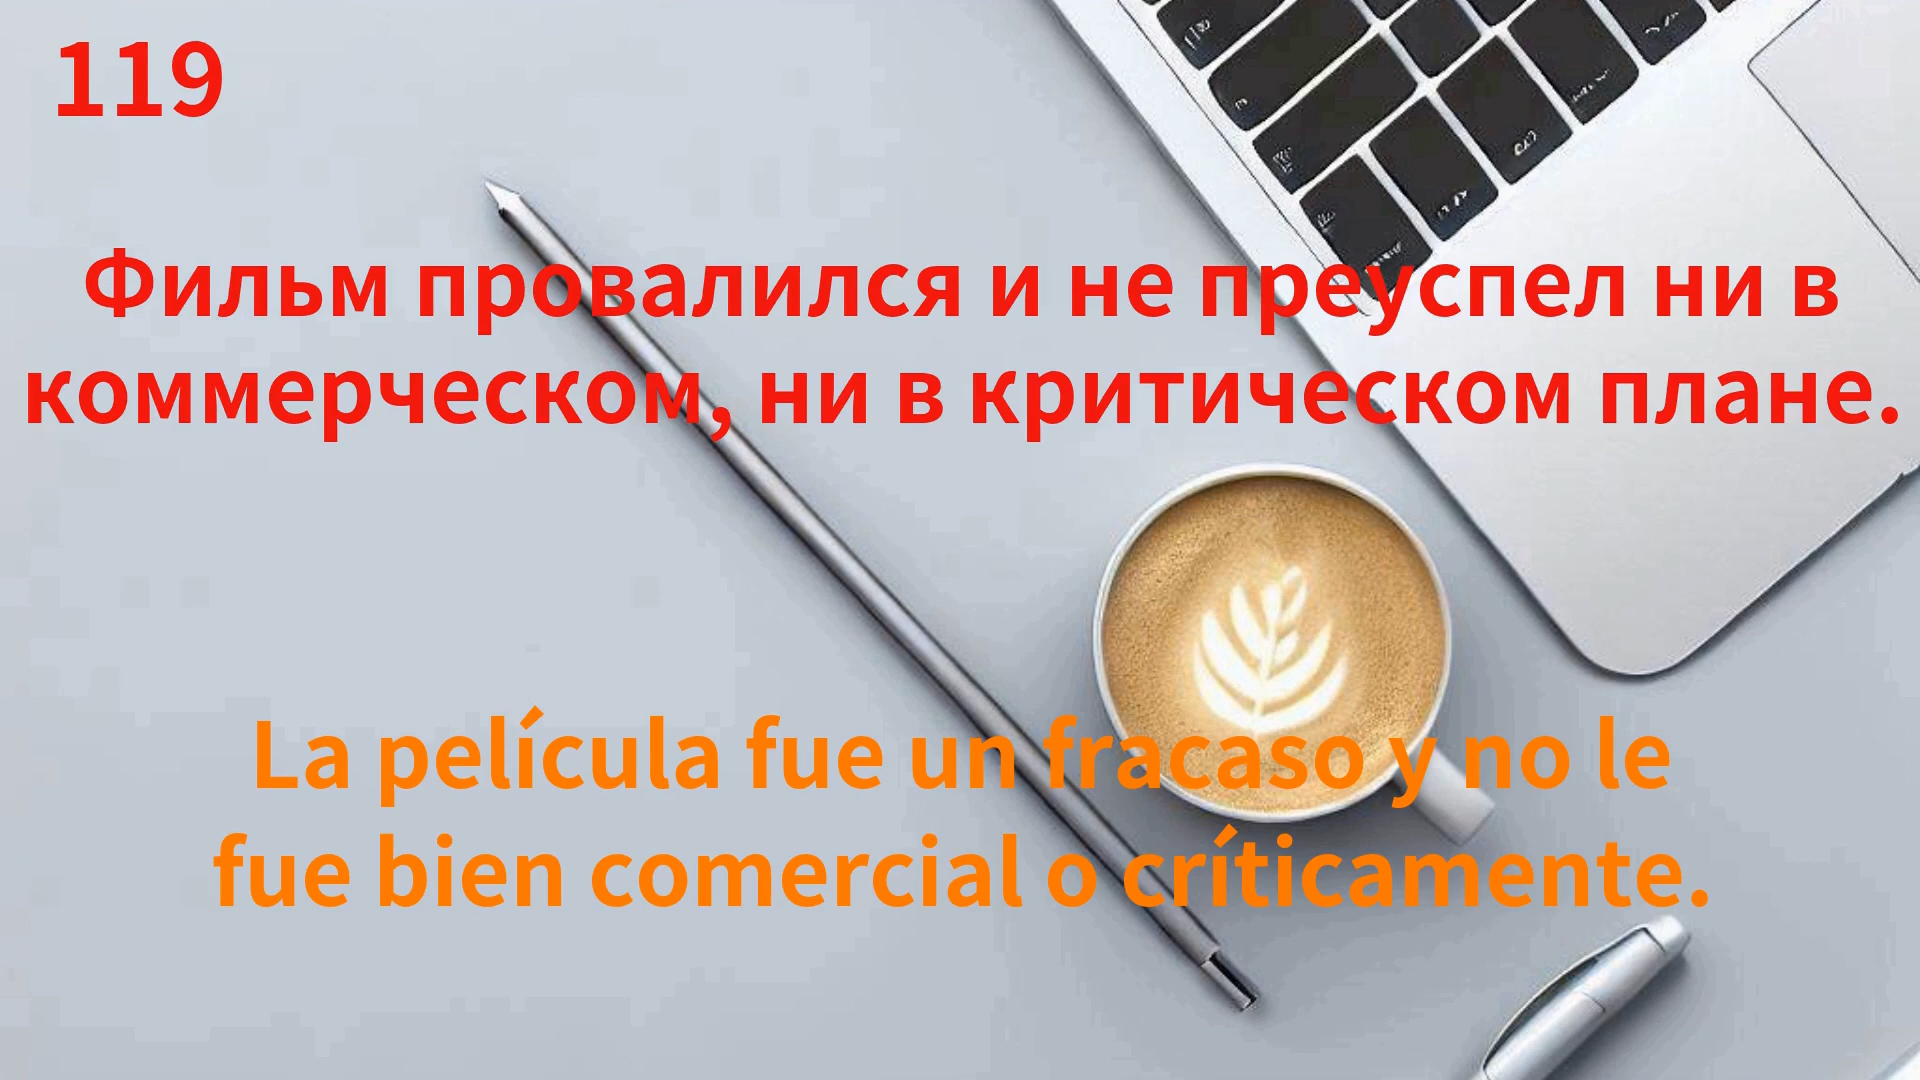 119
Фильм провалился и не преуспел ни в
коммерческом, ни в критическом плане.
La película fue un fracaso y no le
fue bien comercial o críticamente.